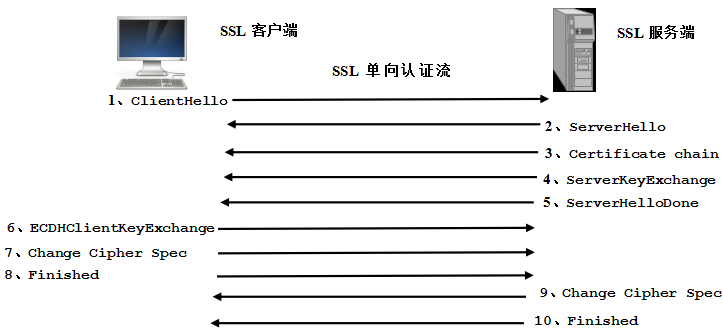 SSL 客户端
SSL 服务端
SSL 单向认证流
1、ClientHello
2、ServerHello
3、Certificate chain
4、ServerKeyExchange
5、ServerHelloDone
6、ECDHClientKeyExchange
7、Change Cipher Spec
8、Finished
9、Change Cipher Spec
10、Finished